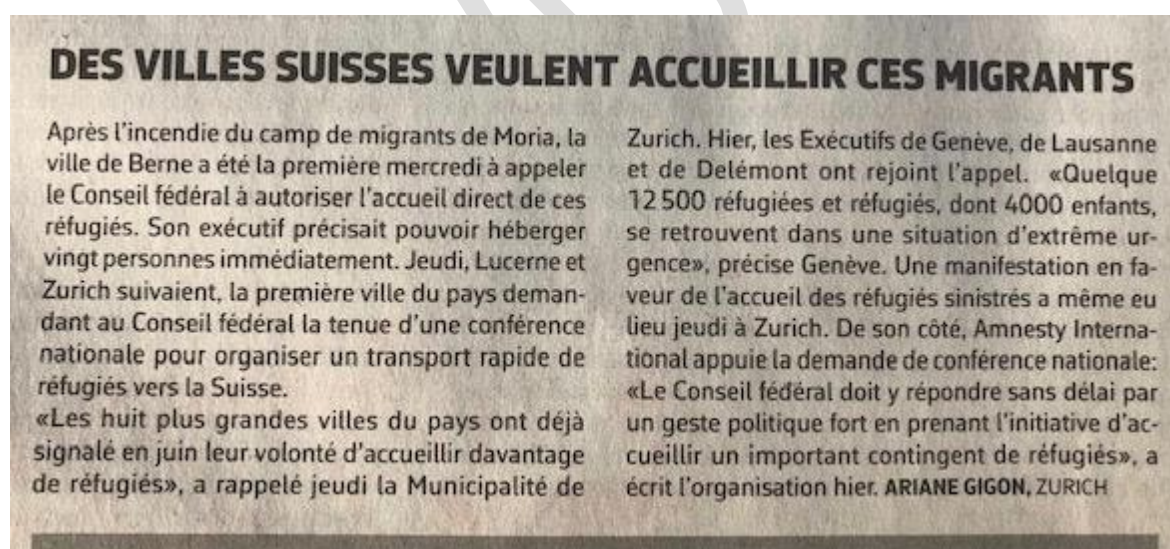 DES VILLES SUISSES VEULENT ACCUEILLIR CES MIGRANTS
Après l'incendie du camp de migrants de Moria, la
ville de Berne a été la première mercredi à appeler
le Conseil fédéral à autoriser l'accueil direct de ces
réfugiés. Son exécutif précisait pouvoir héberger
vingt personnes immédiatement. Jeudi, Lucerne et
Zurich suivaient, la première ville du pays deman-
dant au Conseil fédéral la tenue d'une conférence
nationale pour organiser un transport rapide de
réfugiés vers la Suisse.
«Les huit plus grandes villes du pays ont déjà
signalé en juin leur volonté d'accueillir davantage
de réfugiés», a rappelé jeudi la Municipalité de
Zurich. Hier, les Exécutifs de Genève, de Lausanne
et de Delémont ont rejoint l'appel. «Quelque
12 500 réfugiées et réfugiés, dont 4000 enfants,
se retrouvent dans une situation d'extrême ur-
gence», précise Genève. Une manifestation en fa-
veur de l'accueil des réfugiés sinistrés a même eu
lieu jeudi à Zurich. De son côté, Amnesty Interna-
tional appuie la demande de conférence nationale:
«Le Conseil fédéral doit y répondre sans délai par
un geste politique fort en prenant l'initiative d'ac-
cueillir un important contingent de réfugiés», a
écrit l'organisation hier. ARIANE GIGON, ZURICH